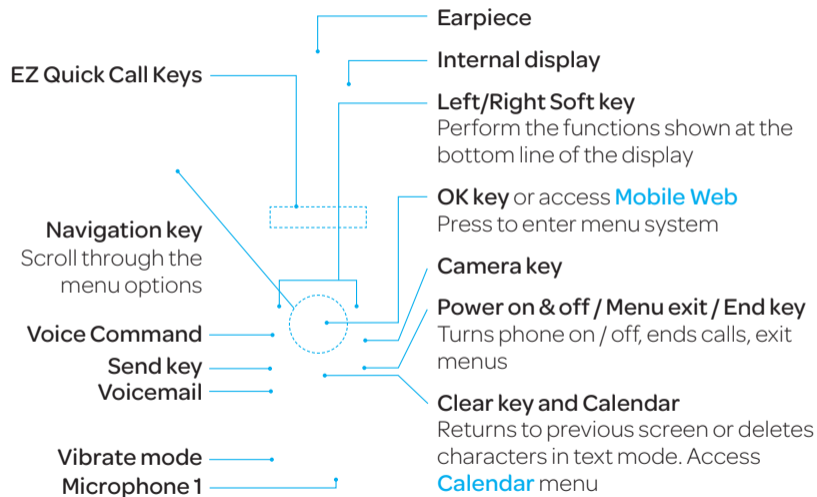 EZ Quick Call Keys
Navigation key
Scroll through the
menu options
Voice Command
Send key
Voicemail
Vibrate mode
Microphone 1
Earpiece
Internal display
Left/Right Soft key
Perform the functions shown at the
bottom line of the display
OK key or access Mobile Web
Press to enter menu system
Camera key
Power on & off / Menu exit / End key
Turns phone on / off, ends calls, exit
menus
Clear key and Calendar
Returns to previous screen or deletes
characters in text mode. Access
Calendar menu